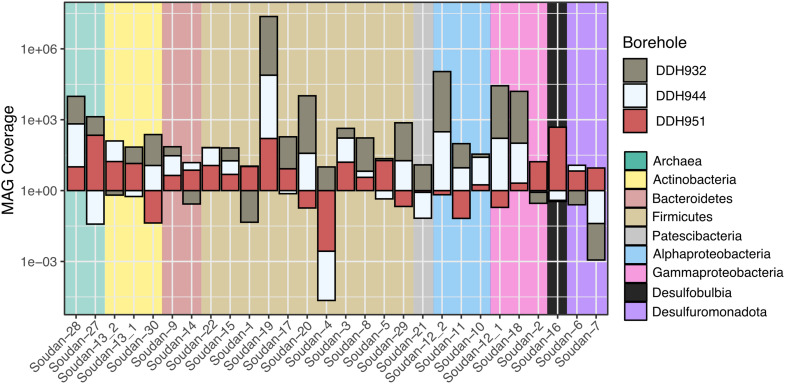 MAG Coverage
1e+06
1e+03
1e+00
1e−03
Soudan−28
Soudan−27
Soudan−13_2
Soudan−13_1
Soudan−30
Soudan−9
Soudan−14
Soudan−22
Soudan−15
Soudan−1
Soudan−19
Soudan−17
Soudan−20
Soudan−4
Soudan−3
Soudan−8
Soudan−5
Soudan−29
Soudan−21
Soudan−12_2
Soudan−11
Soudan−10
Soudan−12_1
Soudan−18
Soudan−2
Soudan−16
Soudan−6
Soudan−7
Borehole
DDH932
DDH944
DDH951
Archaea
Actinobacteria
Bacteroidetes
Firmicutes
Patescibacteria
Alphaproteobacteria
Gammaproteobacteria
Desulfobulbia
Desulfuromonadota